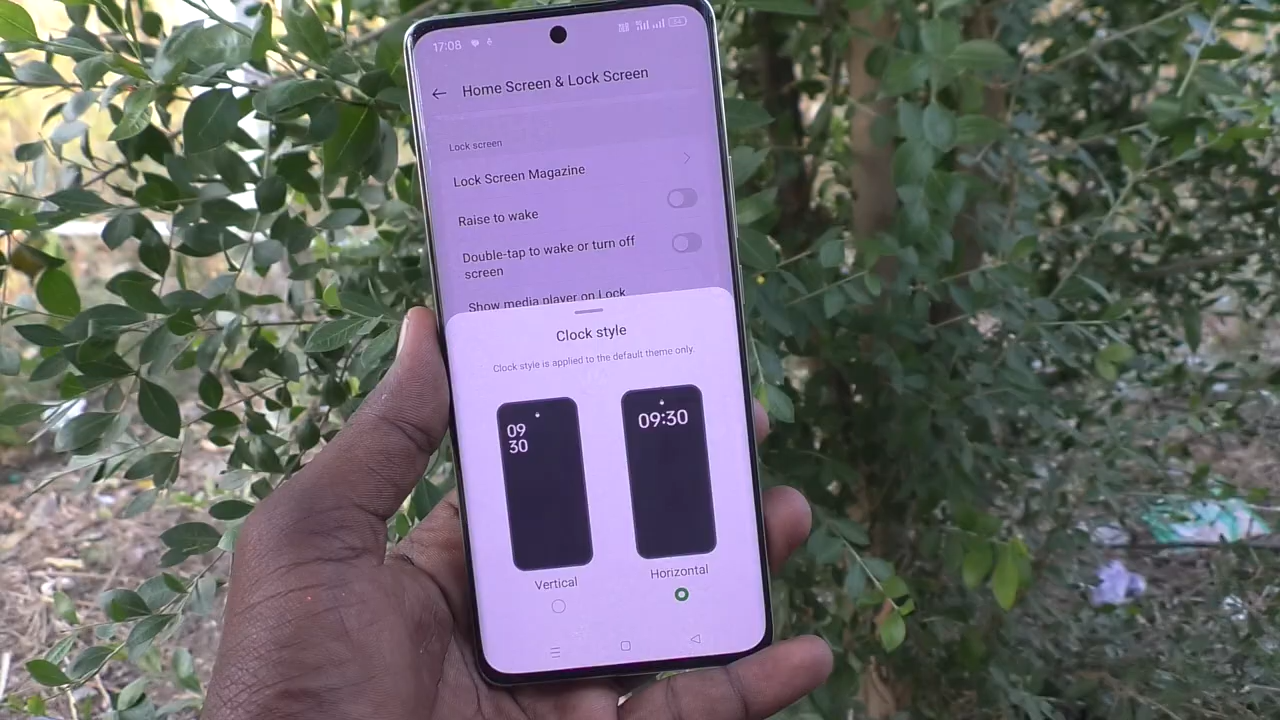 17:08
54
Home Screen & Lock Screen
Lock screen
Lock Screen Magazine
Raise to wake
Double-tap to wake or turn off
screen
Show media player on Lock
Clock style
Clock style is applied to the default theme only.
09
30
09:30
Vertical
Horizontal